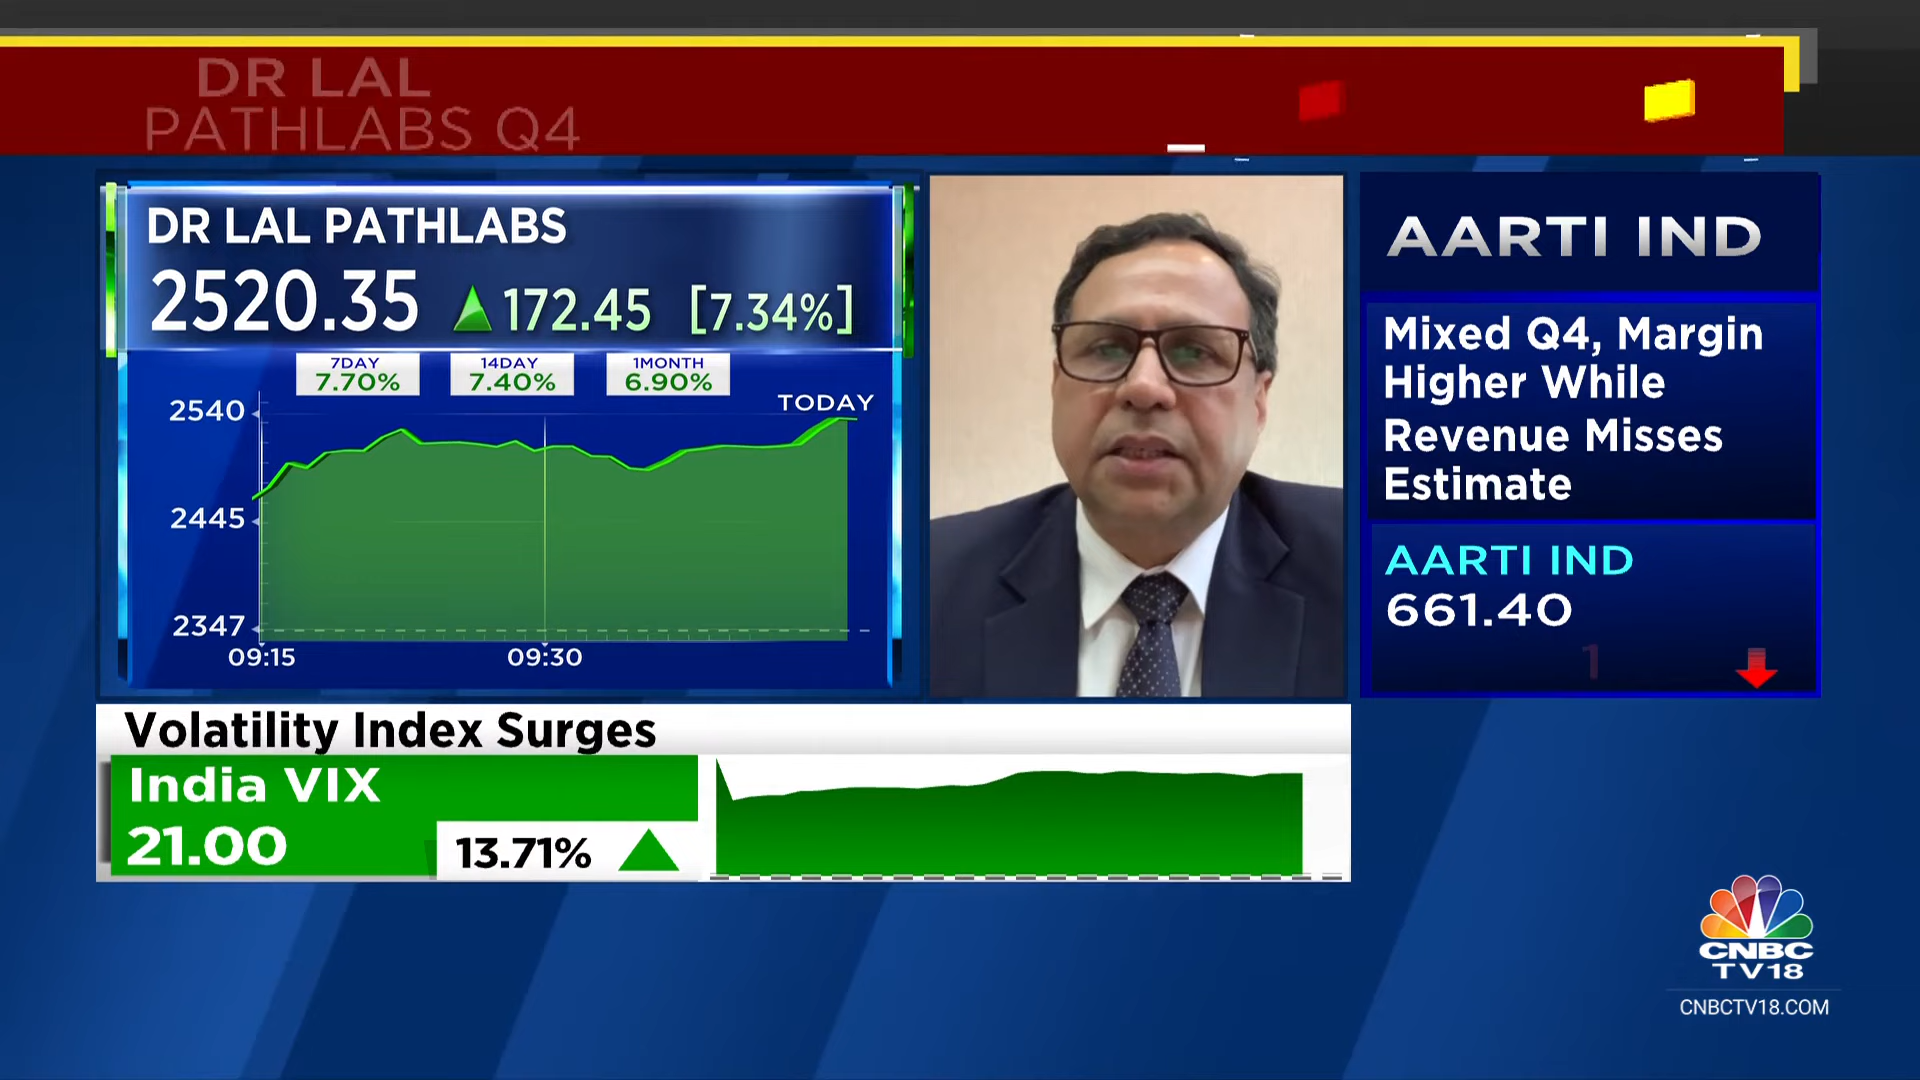 DR LAL
PATHLABS Q4
DR LAL PATHLABS
2520.35 172.45 [7.34%]
7DAY
7.70%
14DAY
7.40%
1MONTH
6.90%
TODAY
2540
2445
2347
09:15
09:30
AARTI IND
Mixed Q4, Margin
Higher While
Revenue Misses
Estimate
AARTI IND
661.40
1
Volatility Index Surges
India VIX
21.00
13.71%
CNBC
TV18
CNBCTV18.COM